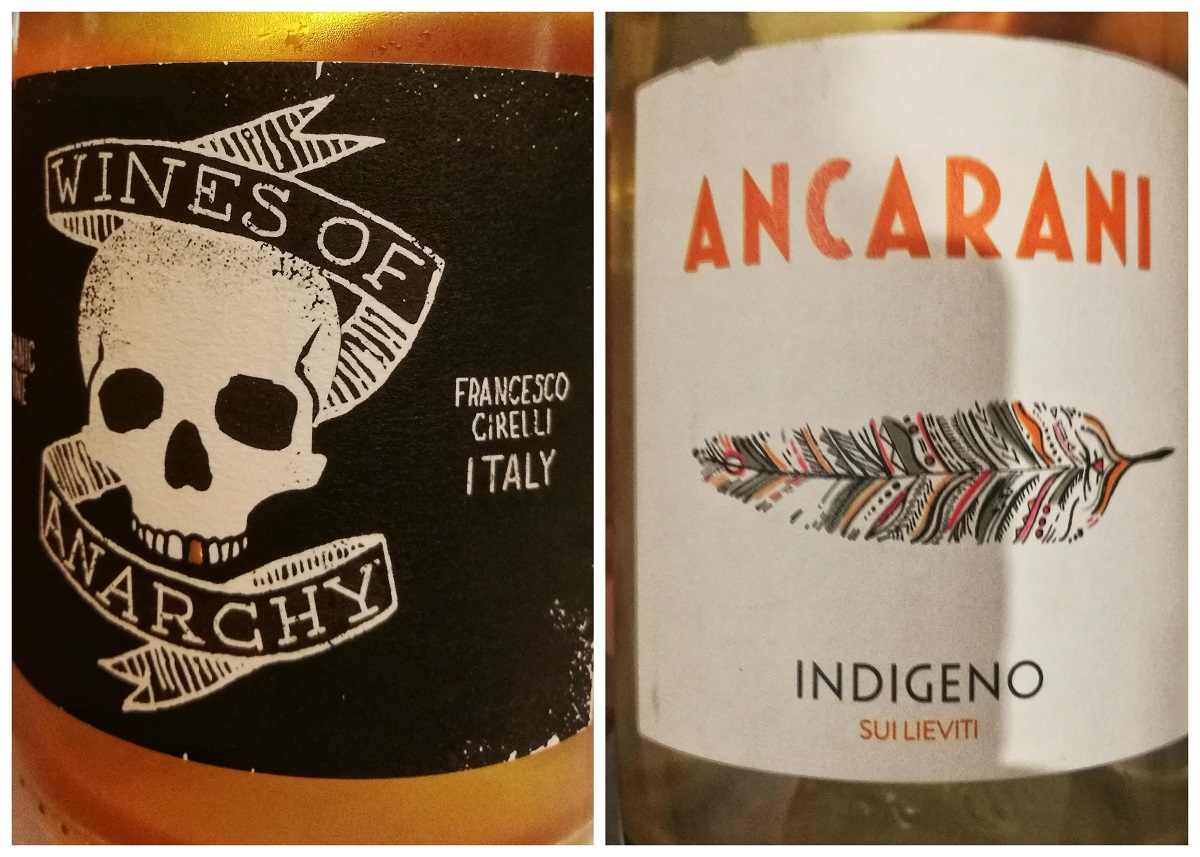 WINES OF
ANARCHY
FRANCESCO
CIRELLI
ITALY
ANCARANI
INDIGENO
SUI LIEVITI